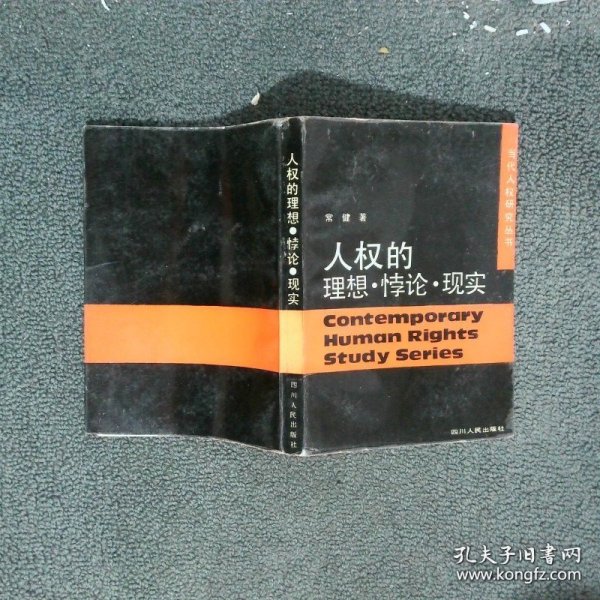 人权的理想·悖论·现实
四川人民出版社
当代人权研究丛书
常健 著
人权的
理想·悖论·现实
Contemporary
Human Rights
Study Series
四川人民出版社
孔夫子旧书网
www.kongfz.com